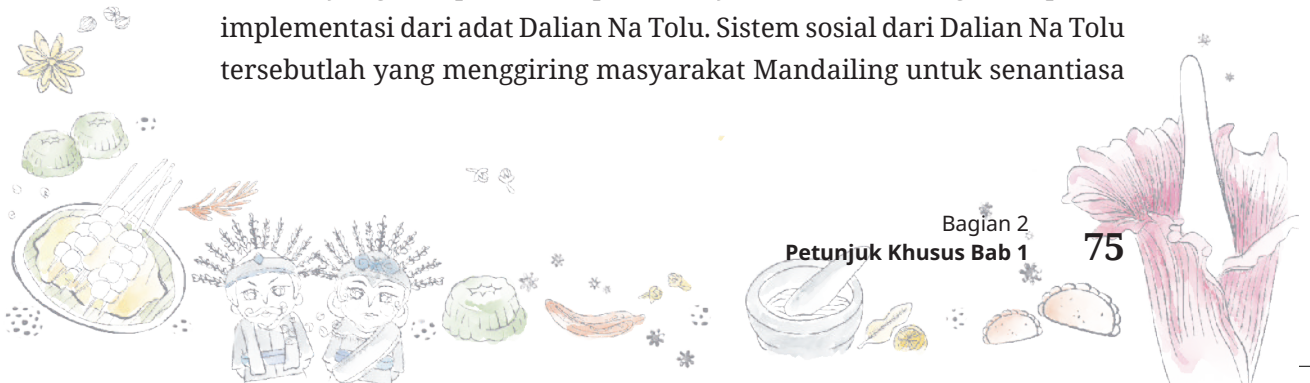 implementasi dari adat Dalian Na Tolu. Sistem sosial dari Dalian Na Tolu
tersebutlah yang menggiring masyarakat Mandailing untuk senantiasa
Bagian 2
Petunjuk Khusus Bab 1
75